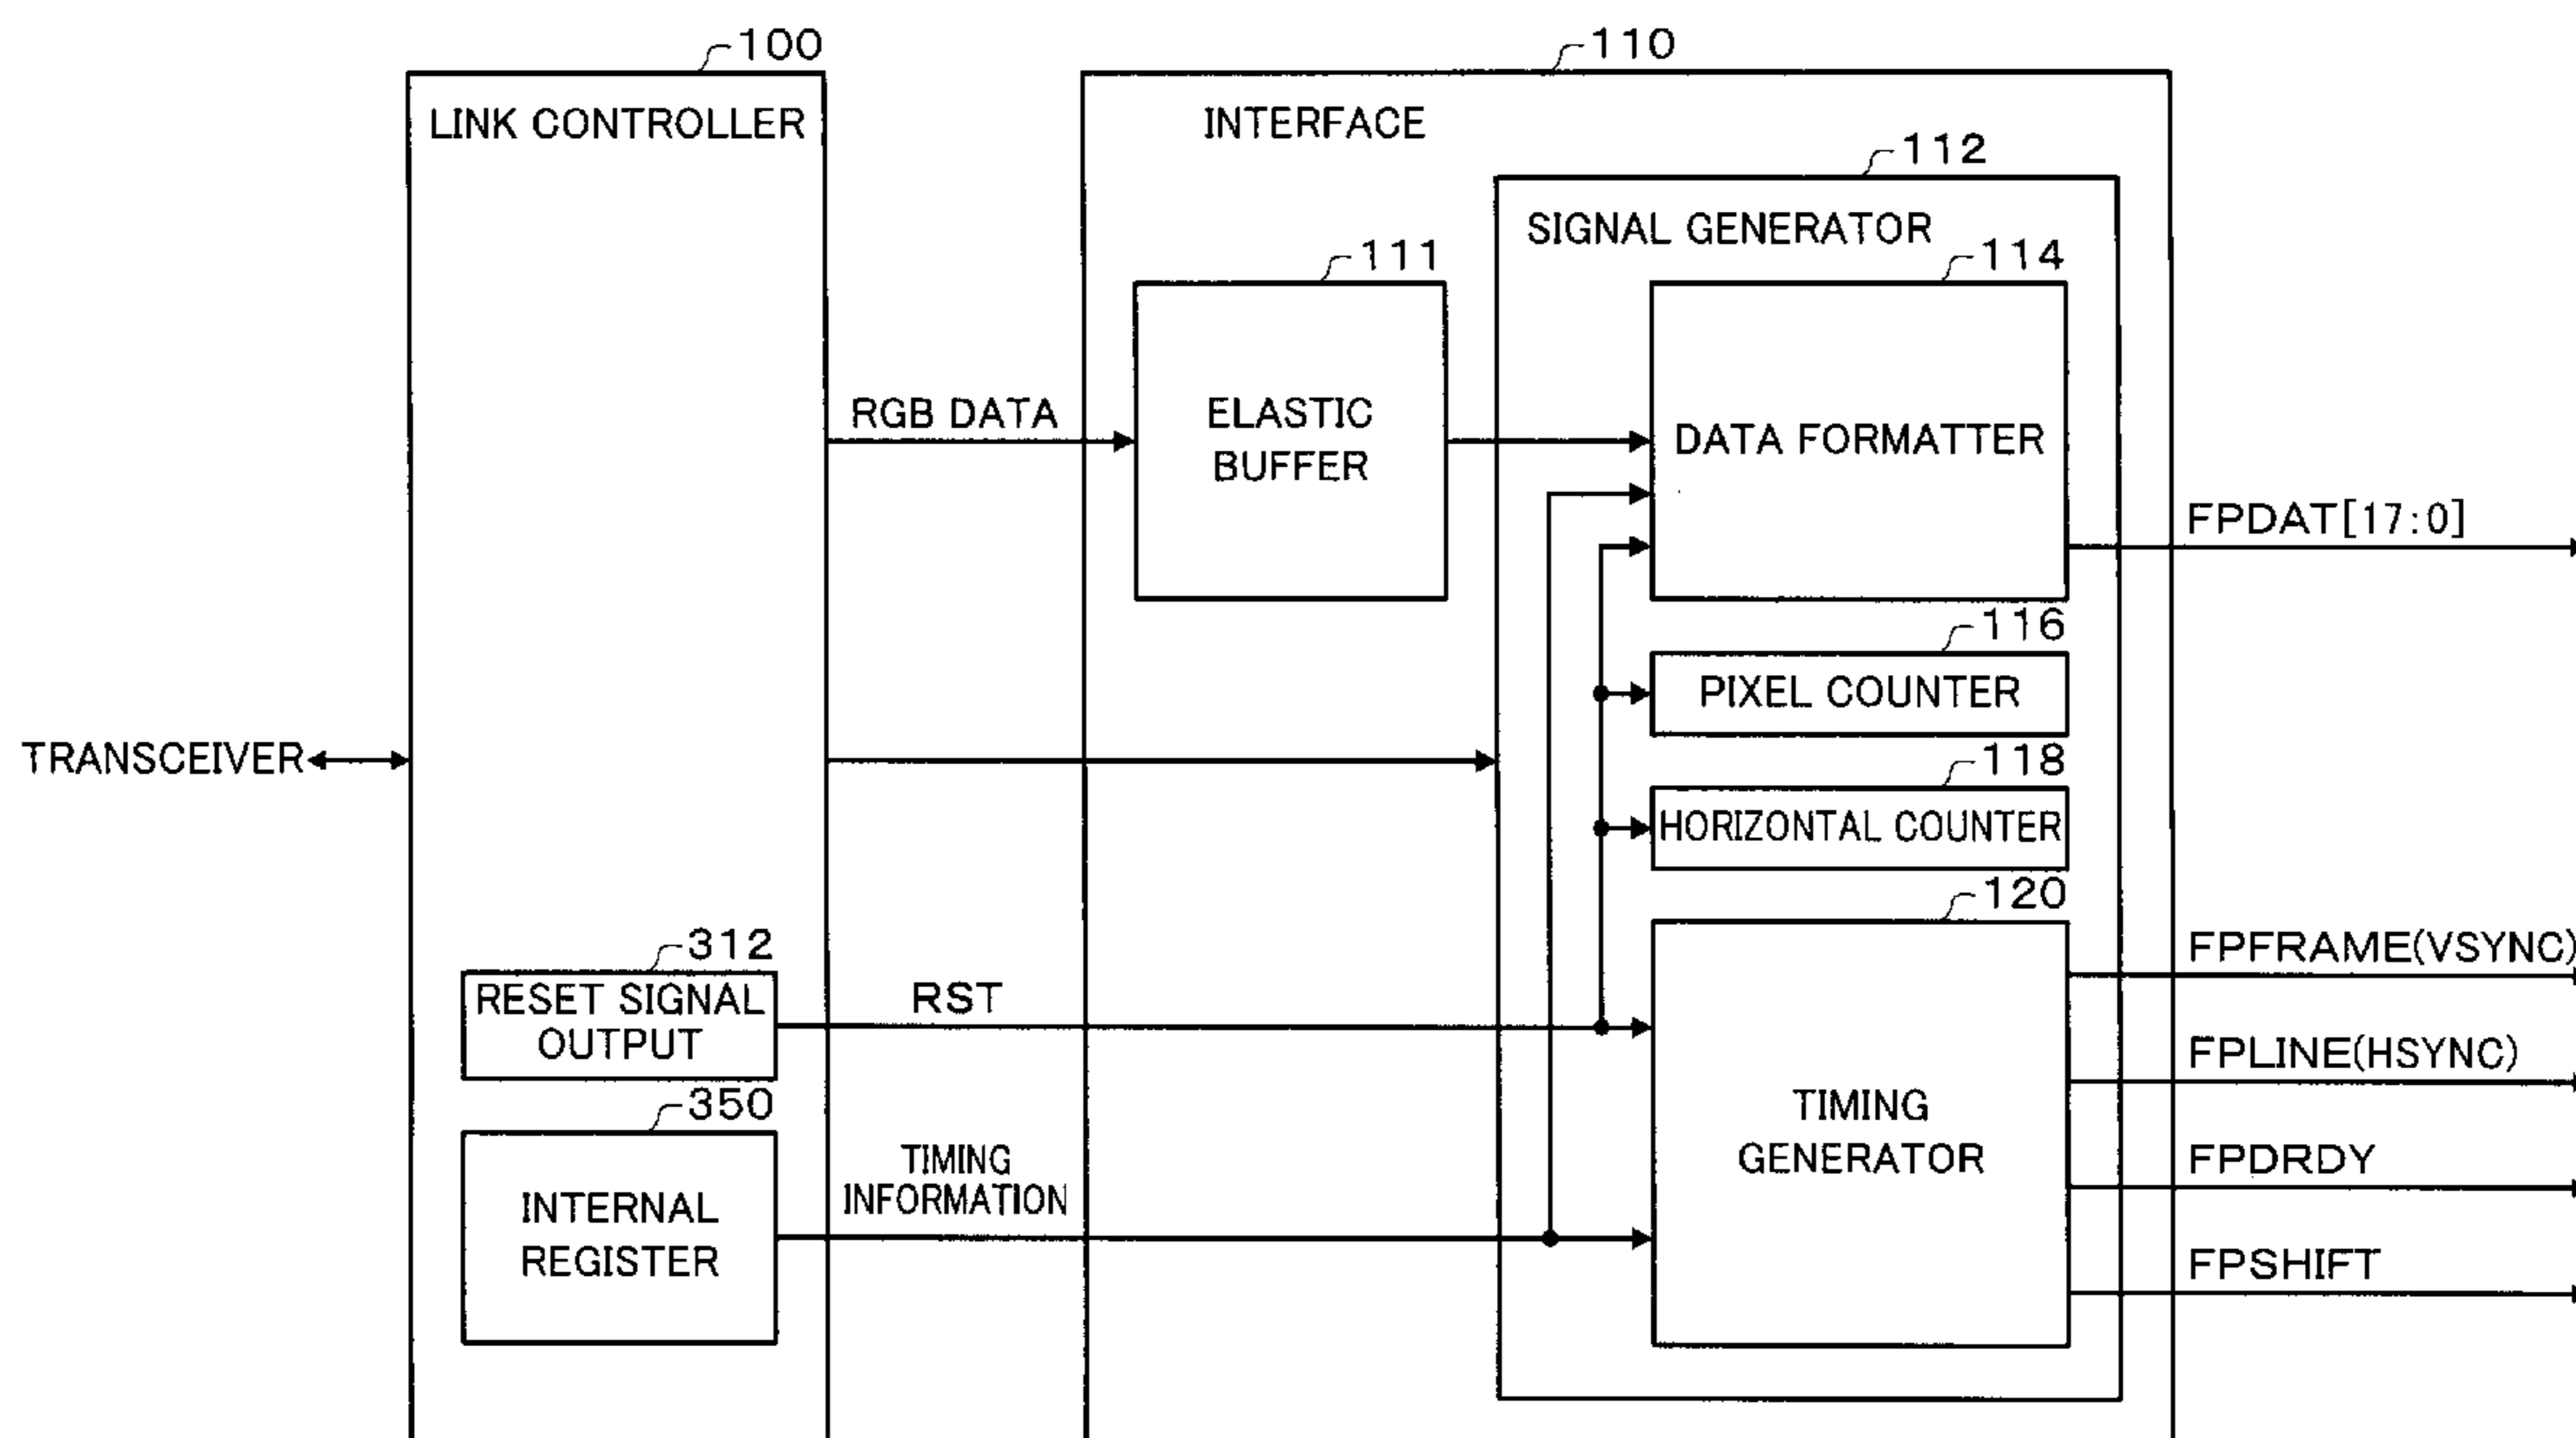 100
110
LINK CONTROLLER
INTERFACE
112
SIGNAL GENERATOR
111
114
RGB DATA
ELASTIC
BUFFER
DATA FORMATTER
FPDAT[17:0]
116
PIXEL COUNTER
TRANSCEIVER
118
HORIZONTAL COUNTER
120
312
RESET SIGNAL
OUTPUT
RST
FPFRAME(VSYNC)
FPLINE(HSYNC)
350
INTERNAL
REGISTER
TIMING
INFORMATION
TIMING
GENERATOR
FPDRDY
FPSHIFT